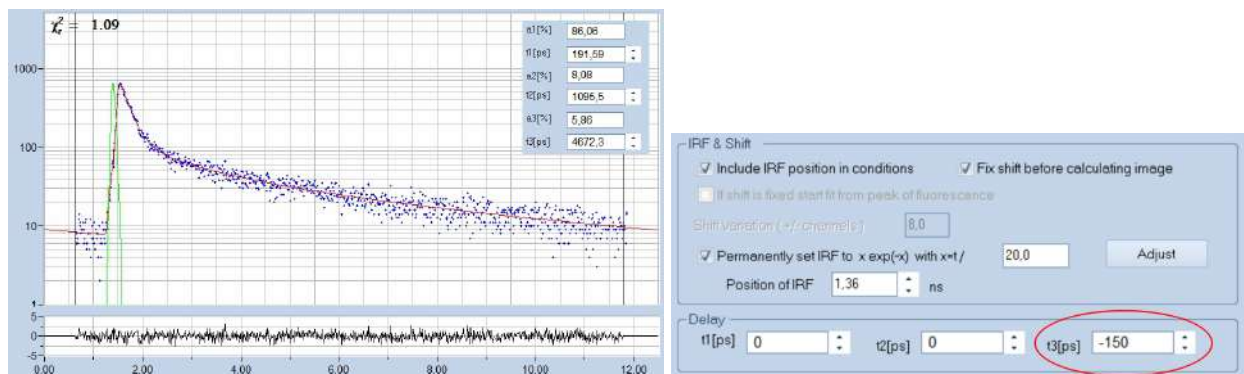 χ²ᵣ = 1.09
a1[%] 86,06
t1[ps] 191,59
a2[%] 8,08
t2[ps] 1095,5
a3[%] 5,86
t3[ps] 4672,3
1000
100
10
1
5
0
-5
0.00 2.00 4.00 6.00 8.00 10.00 12.00
IRF & Shift
Include IRF position in conditions Fix shift before calculating image
If shift is fixed start fit from peak of fluorescence
Shift variation ( +/- channels ) 8,0
Permanently set IRF to x exp(-x) with x=t / 20,0 Adjust
Position of IRF 1,36 ns
Delay
t1[ps] 0 t2[ps] 0 t3[ps] -150